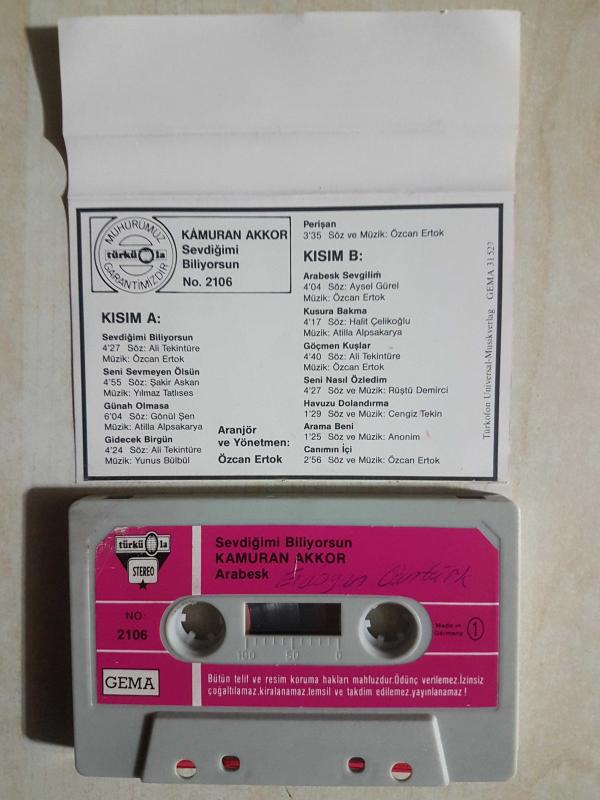 MÜHÜRÜMÜZ
türküola
GARANTİMİZDİR
KÂMURAN AKKOR
Sevdiğimi
Biliyorsun
No. 2106
KISIM A:
Sevdiğimi Biliyorsun
4'27 Söz: Ali Tekintüre
Müzik: Özcan Ertok
Seni Sevmeyen Ölsün
4'55 Söz: Şakir Askan
Müzik: Yılmaz Tatlıses
Günah Olmasa
6'04 Söz: Gönül Şen
Müzik: Atilla Alpsakarya
Gidecek Birgün
4'24 Söz: Ali Tekintüre
Müzik: Yunus Bülbül
Aranjör
ve Yönetmen:
Özcan Ertok
Perişan
3'35 Söz ve Müzik: Özcan Ertok
KISIM B:
Arabesk Sevgilim
4'04 Söz: Aysel Gürel
Müzik: Özcan Ertok
Kusura Bakma
4'17 Söz: Halit Çelikoğlu
Müzik: Atilla Alpsakarya
Göçmen Kuşlar
4'40 Söz: Ali Tekintüre
Müzik: Özcan Ertok
Seni Nasıl Özledim
4'27 Söz ve Müzik: Rüştü Demirci
Havuzu Dolandırma
1'29 Söz ve Müzik: Cengiz Tekin
Arama Beni
1'25 Söz ve Müzik: Anonim
Canımın İçi
2'56 Söz ve Müzik: Özcan Ertok
Türkofon Universal-Musikverlag GEMA 31 527
türküola
STEREO
Sevdiğimi Biliyorsun
KAMURAN AKKOR
Arabesk
NO:
2106
100 50 0
Made in
Germany
1
GEMA
Bütün telif ve resim koruma hakları mahfuzdur.Ödünç verilemez.İzinsiz
çoğaltılamaz,kiralanamaz,temsil ve takdim edilemez,yayınlanamaz!